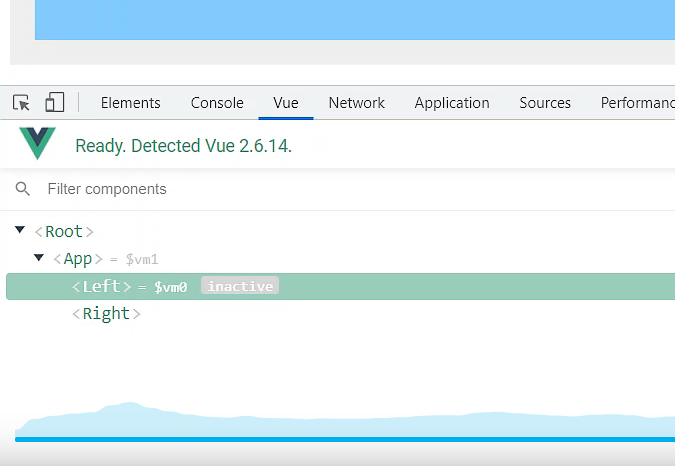 Elements Console Vue Network Application Sources Performanc
Ready. Detected Vue 2.6.14.
Filter components
<Root>
<App> = $vm1
<Left> = $vm0 inactive
<Right>